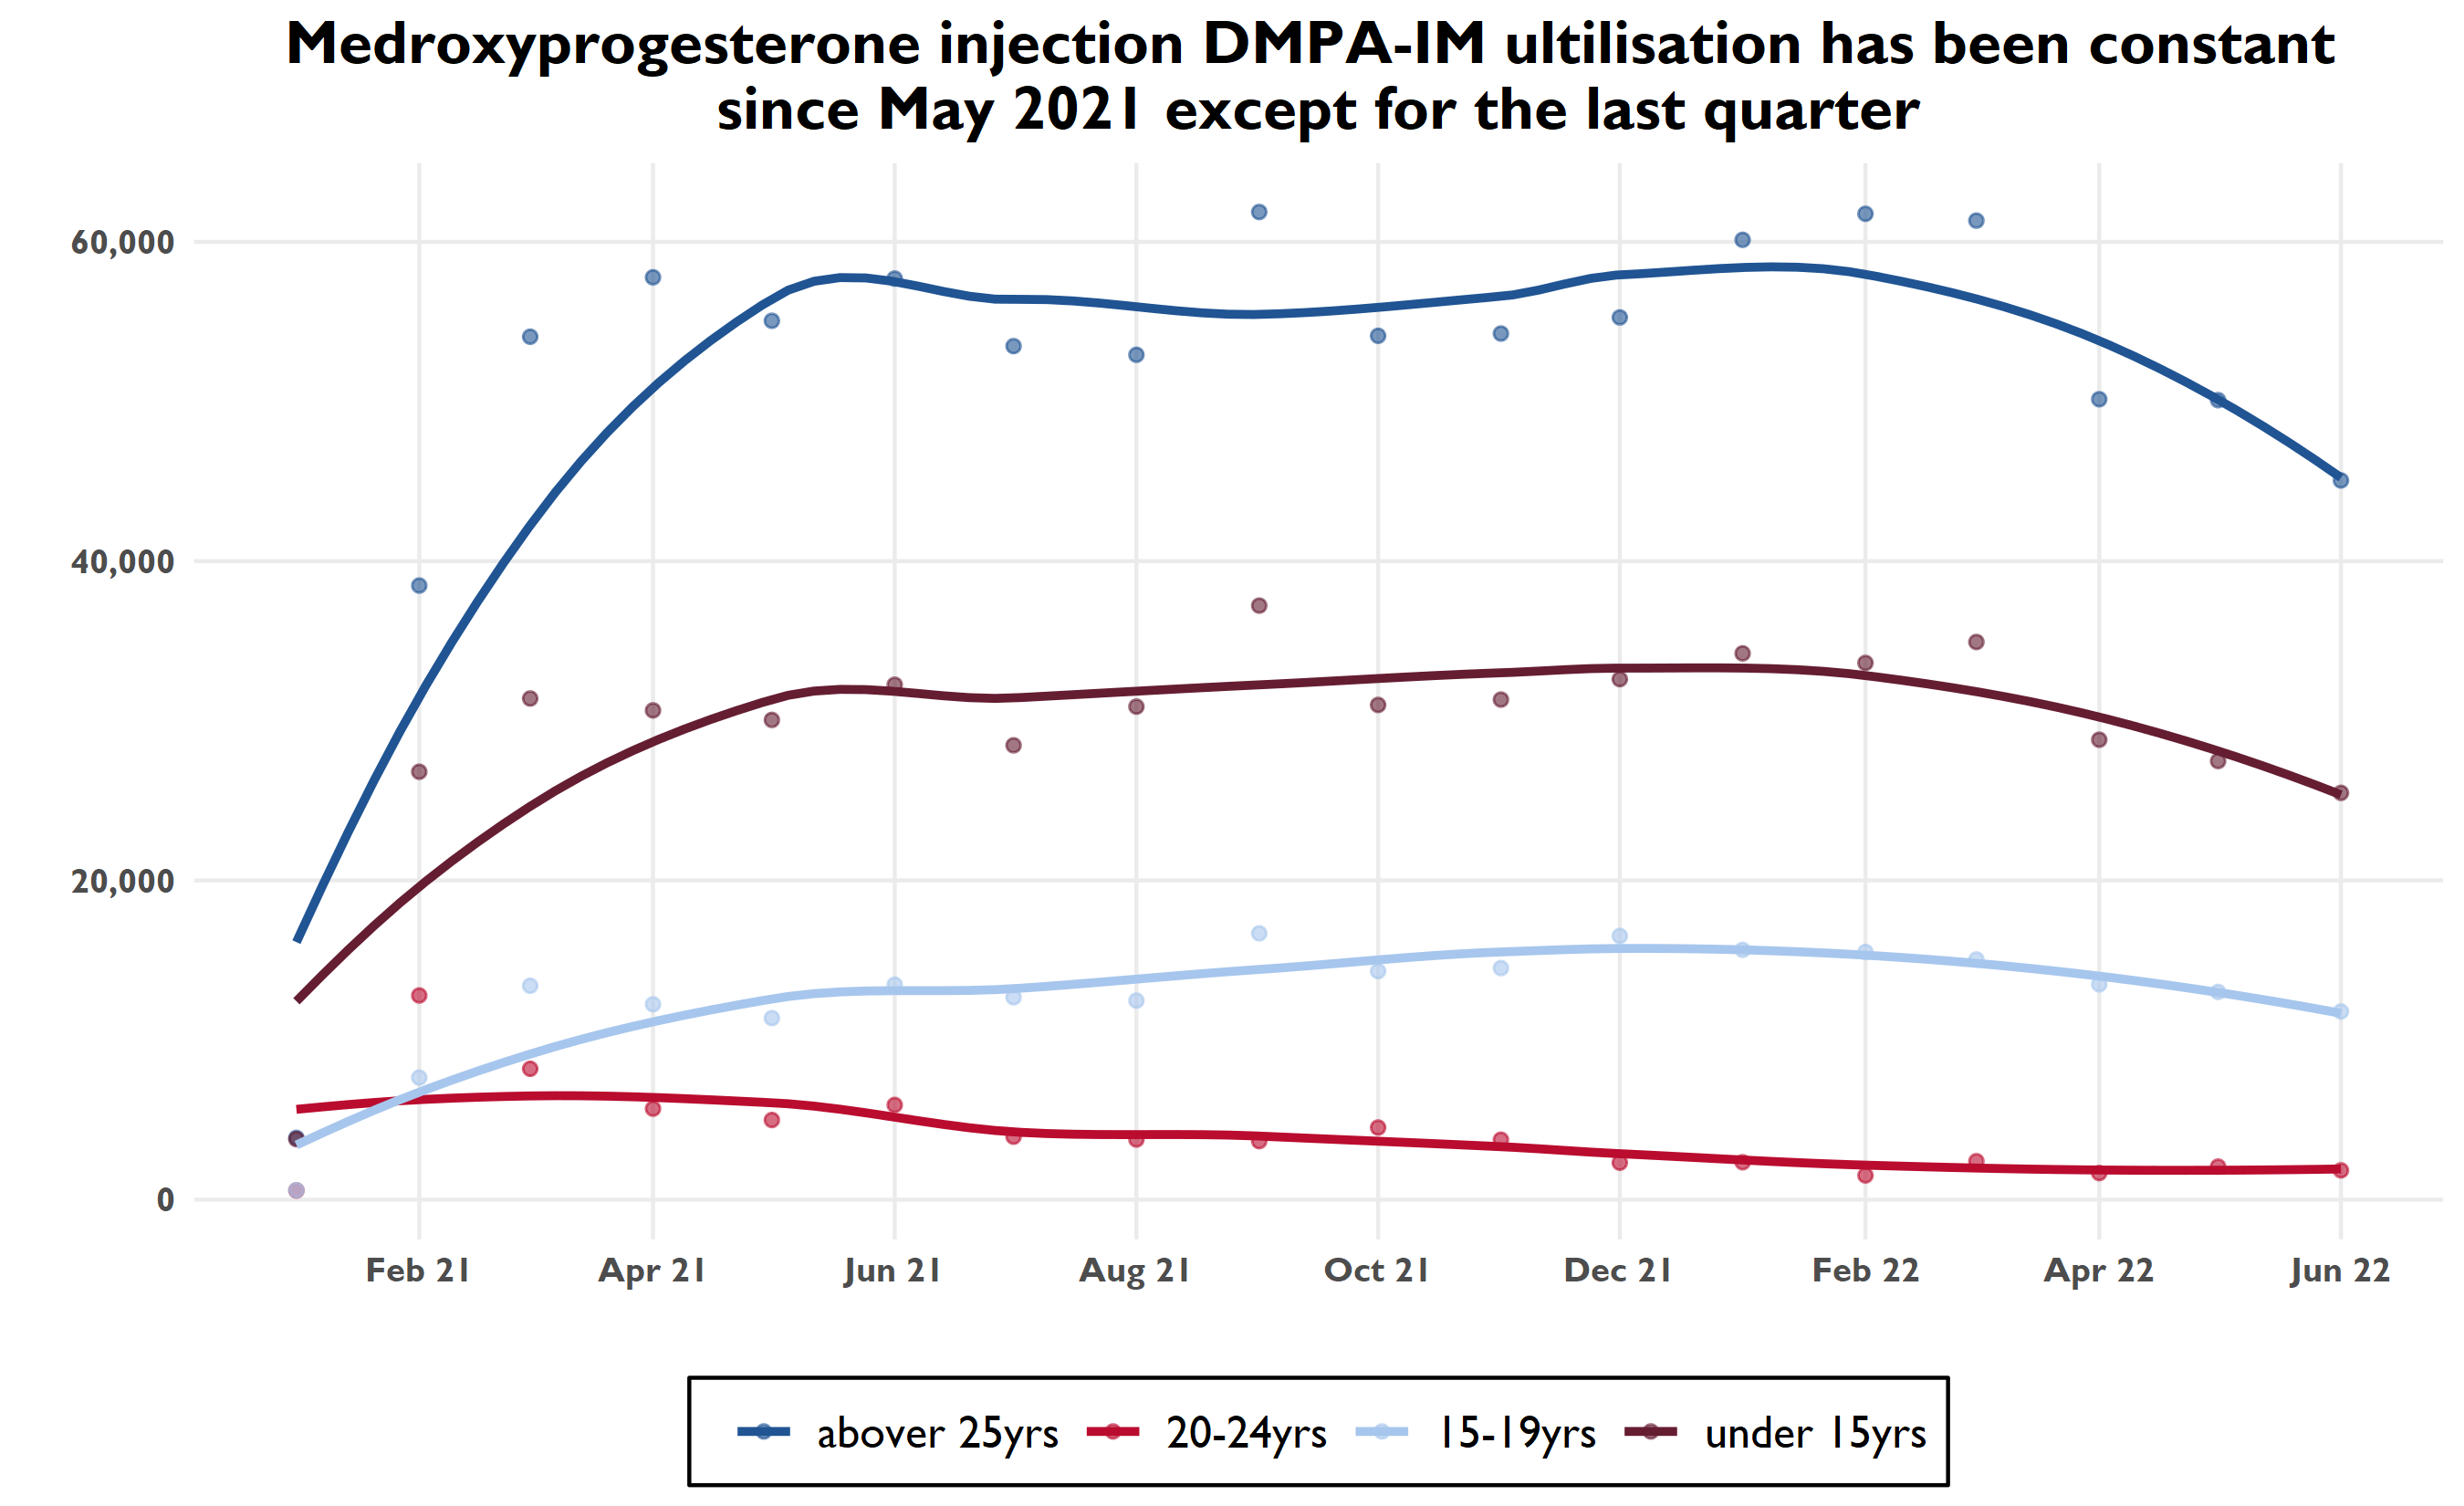 Medroxyprogesterone injection DMPA-IM ultilisation has been constant
since May 2021 except for the last quarter
60,000
40,000
20,000
0
Feb 21 Apr 21 Jun 21 Aug 21 Oct 21 Dec 21 Feb 22 Apr 22 Jun 22
abover 25yrs 20-24yrs 15-19yrs under 15yrs